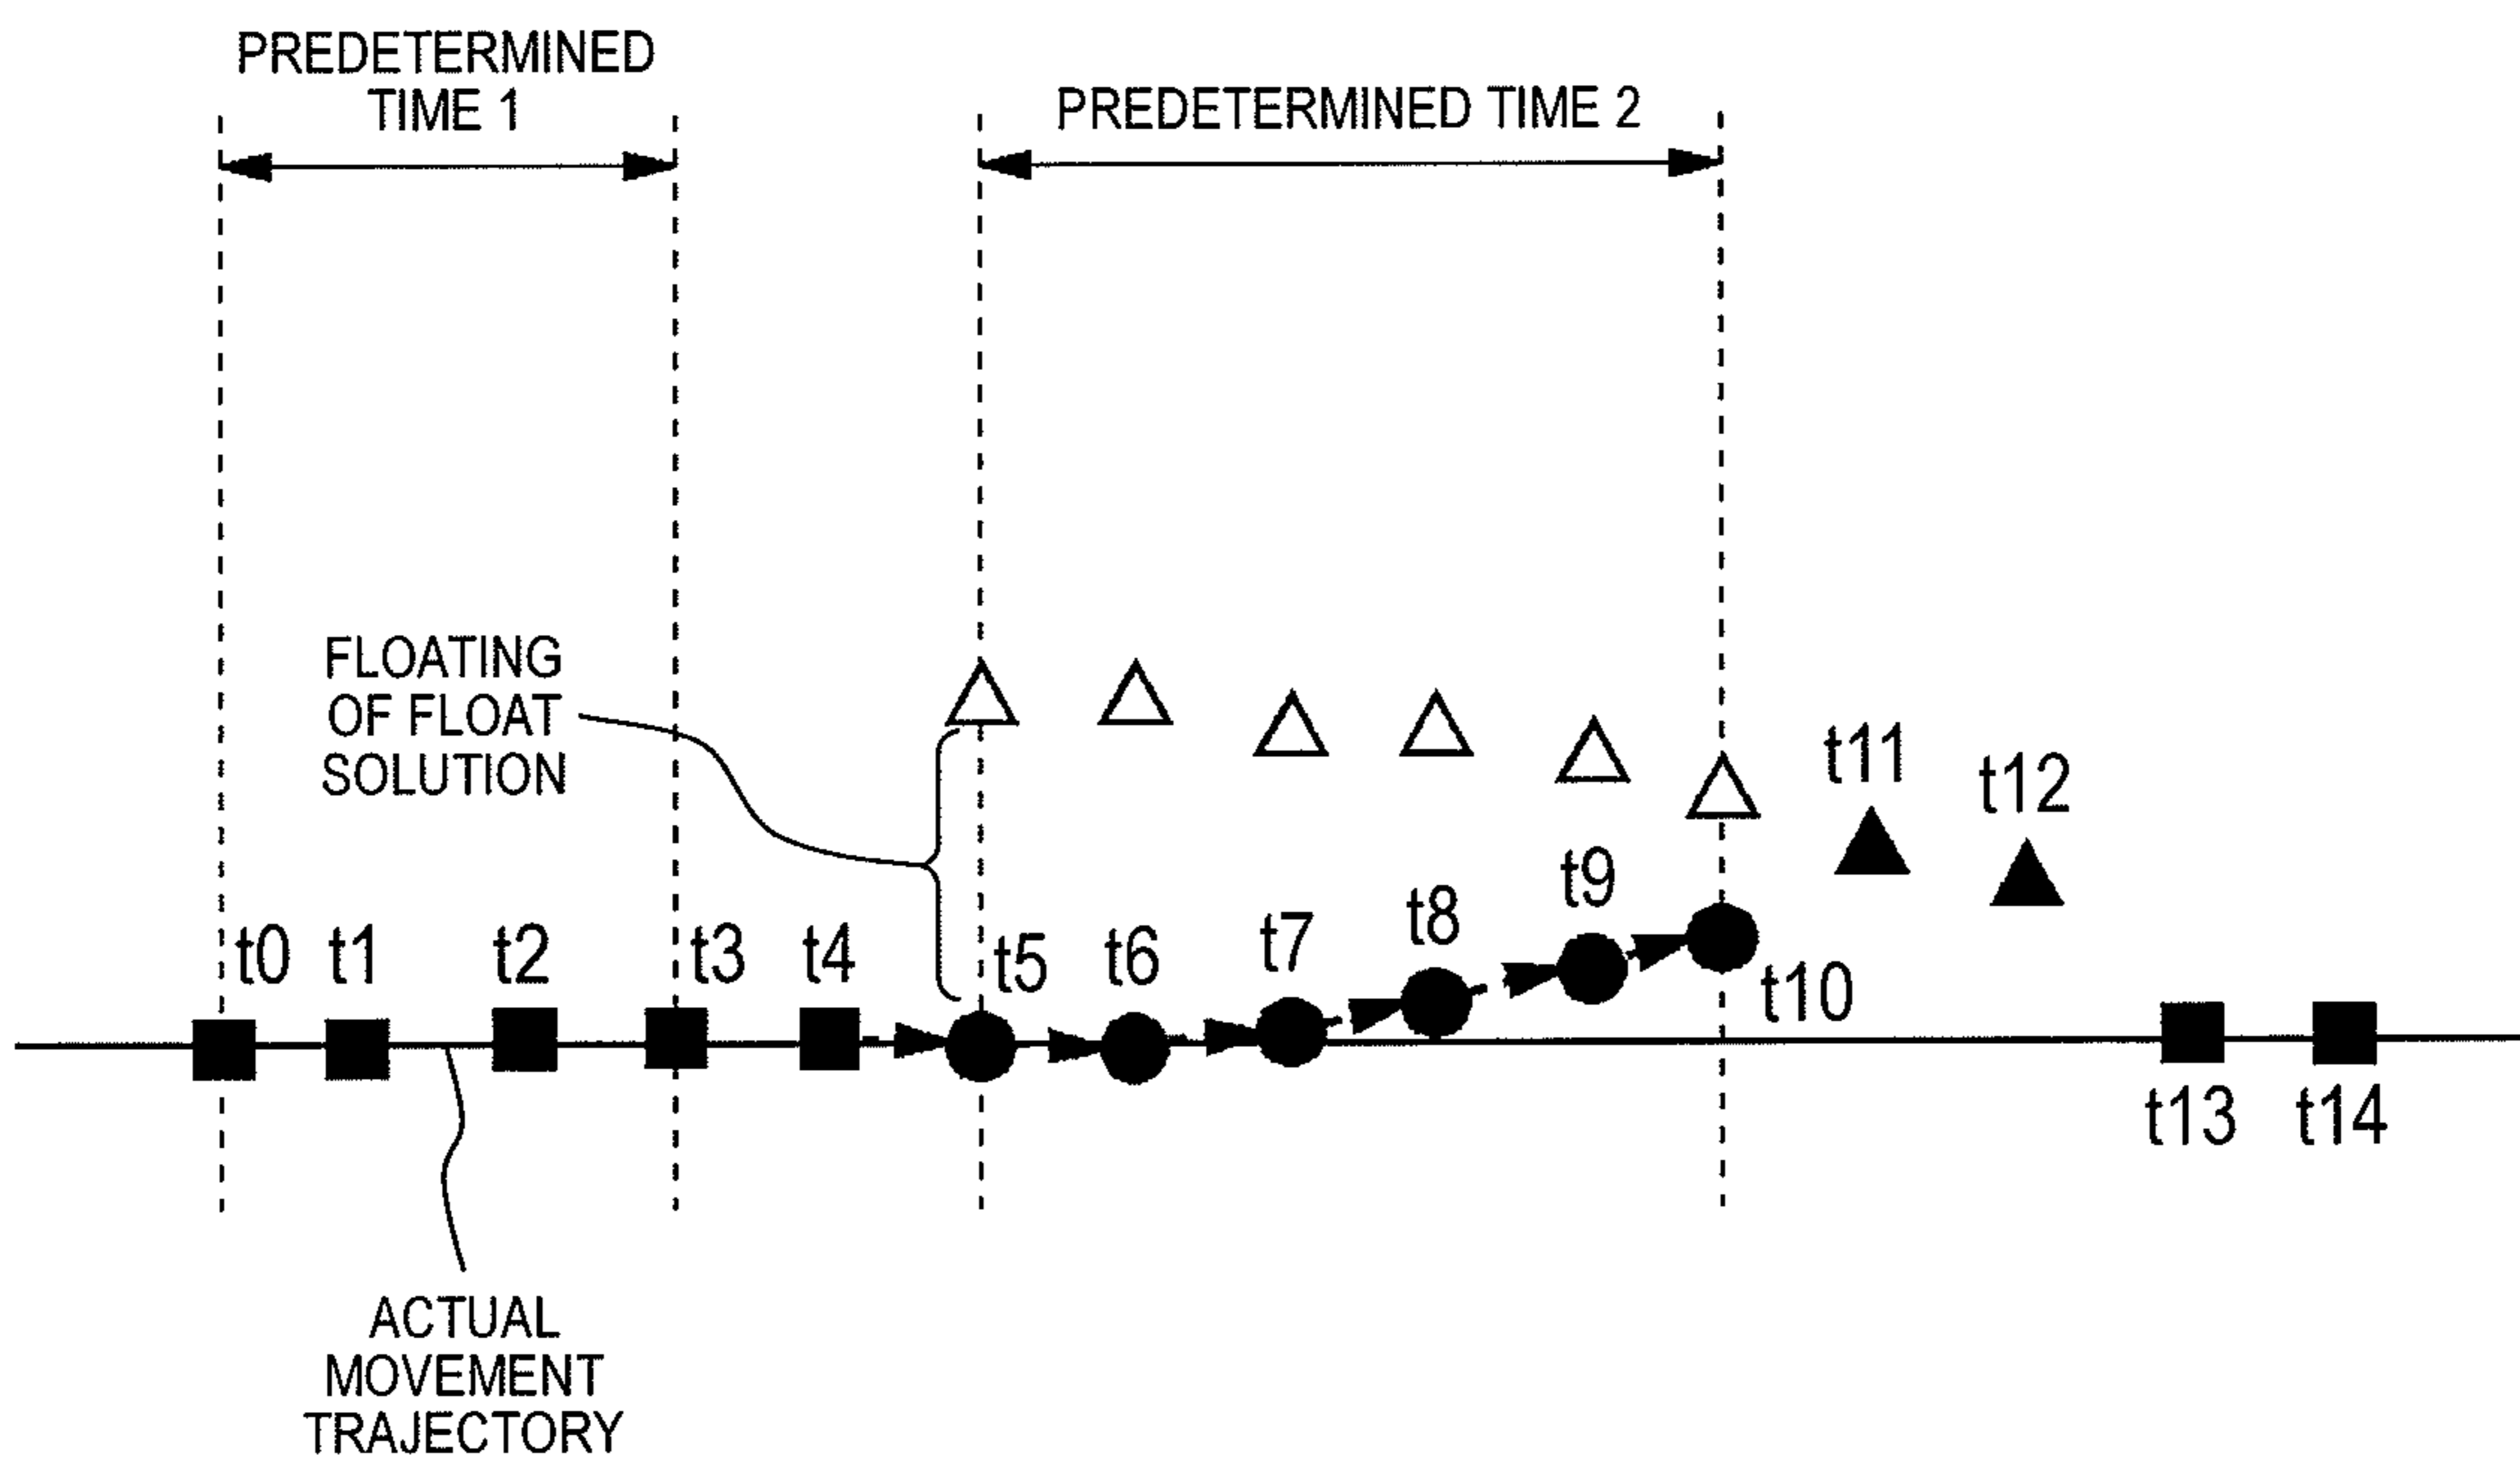 PREDETERMINED
TIME 1
PREDETERMINED TIME 2
FLOATING
OF FLOAT
SOLUTION
t11
t12
t9
t8
t7
t0 t1 t2 t3 t4 t5 t6
t10
t13 t14
ACTUAL
MOVEMENT
TRAJECTORY